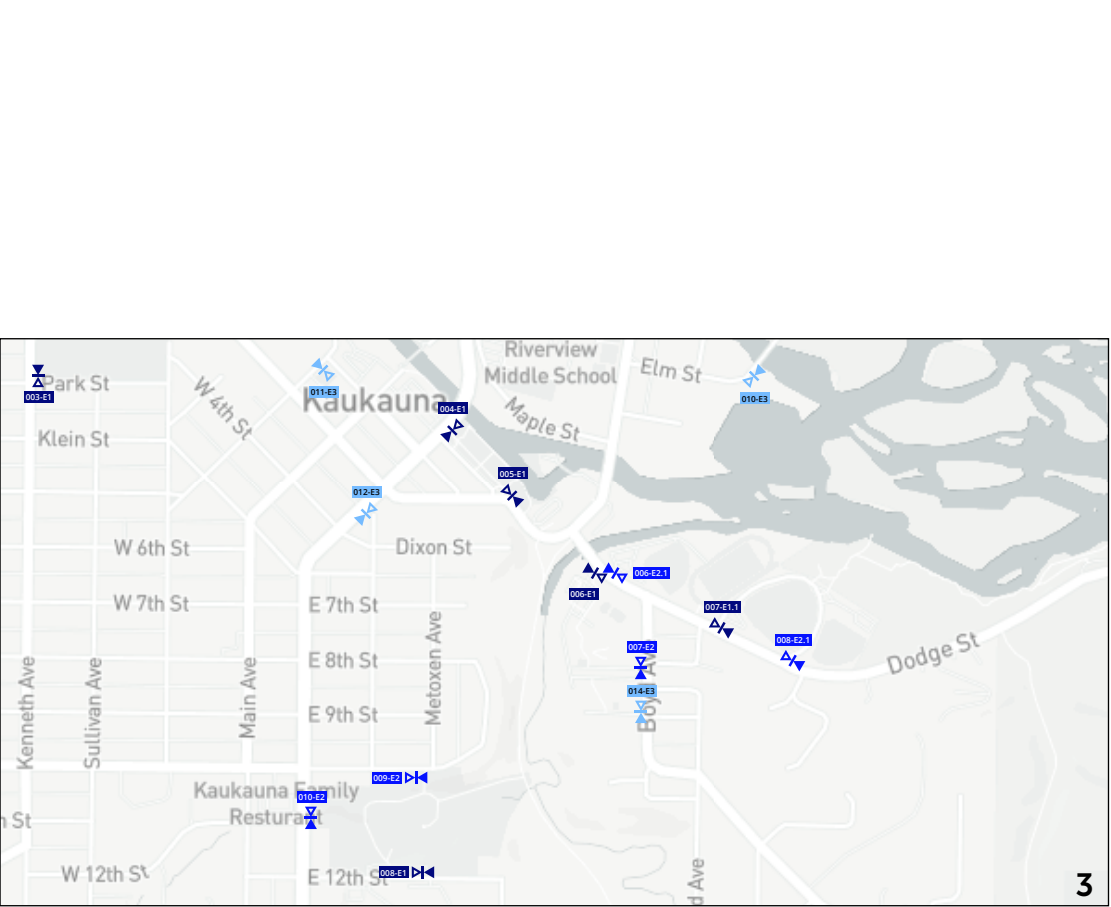 Riverview
Middle School
Elm St
Park St
003-E1
011-E3
010-E3
W 4th St
Kaukauna
004-E1
Maple St
Klein St
005-E1
012-E3
W 6th St
Dixon St
006-E2.1
006-E1
W 7th St
E 7th St
007-E1.1
008-E2.1
007-E2
Dodge St
E 8th St
Metoxen Ave
014-E3
Kenneth Ave
Sullivan Ave
Main Ave
E 9th St
009-E2
Kaukauna Family
010-E2
Resturant
St
W 12th St
008-E1
E 12th St
Ave
3